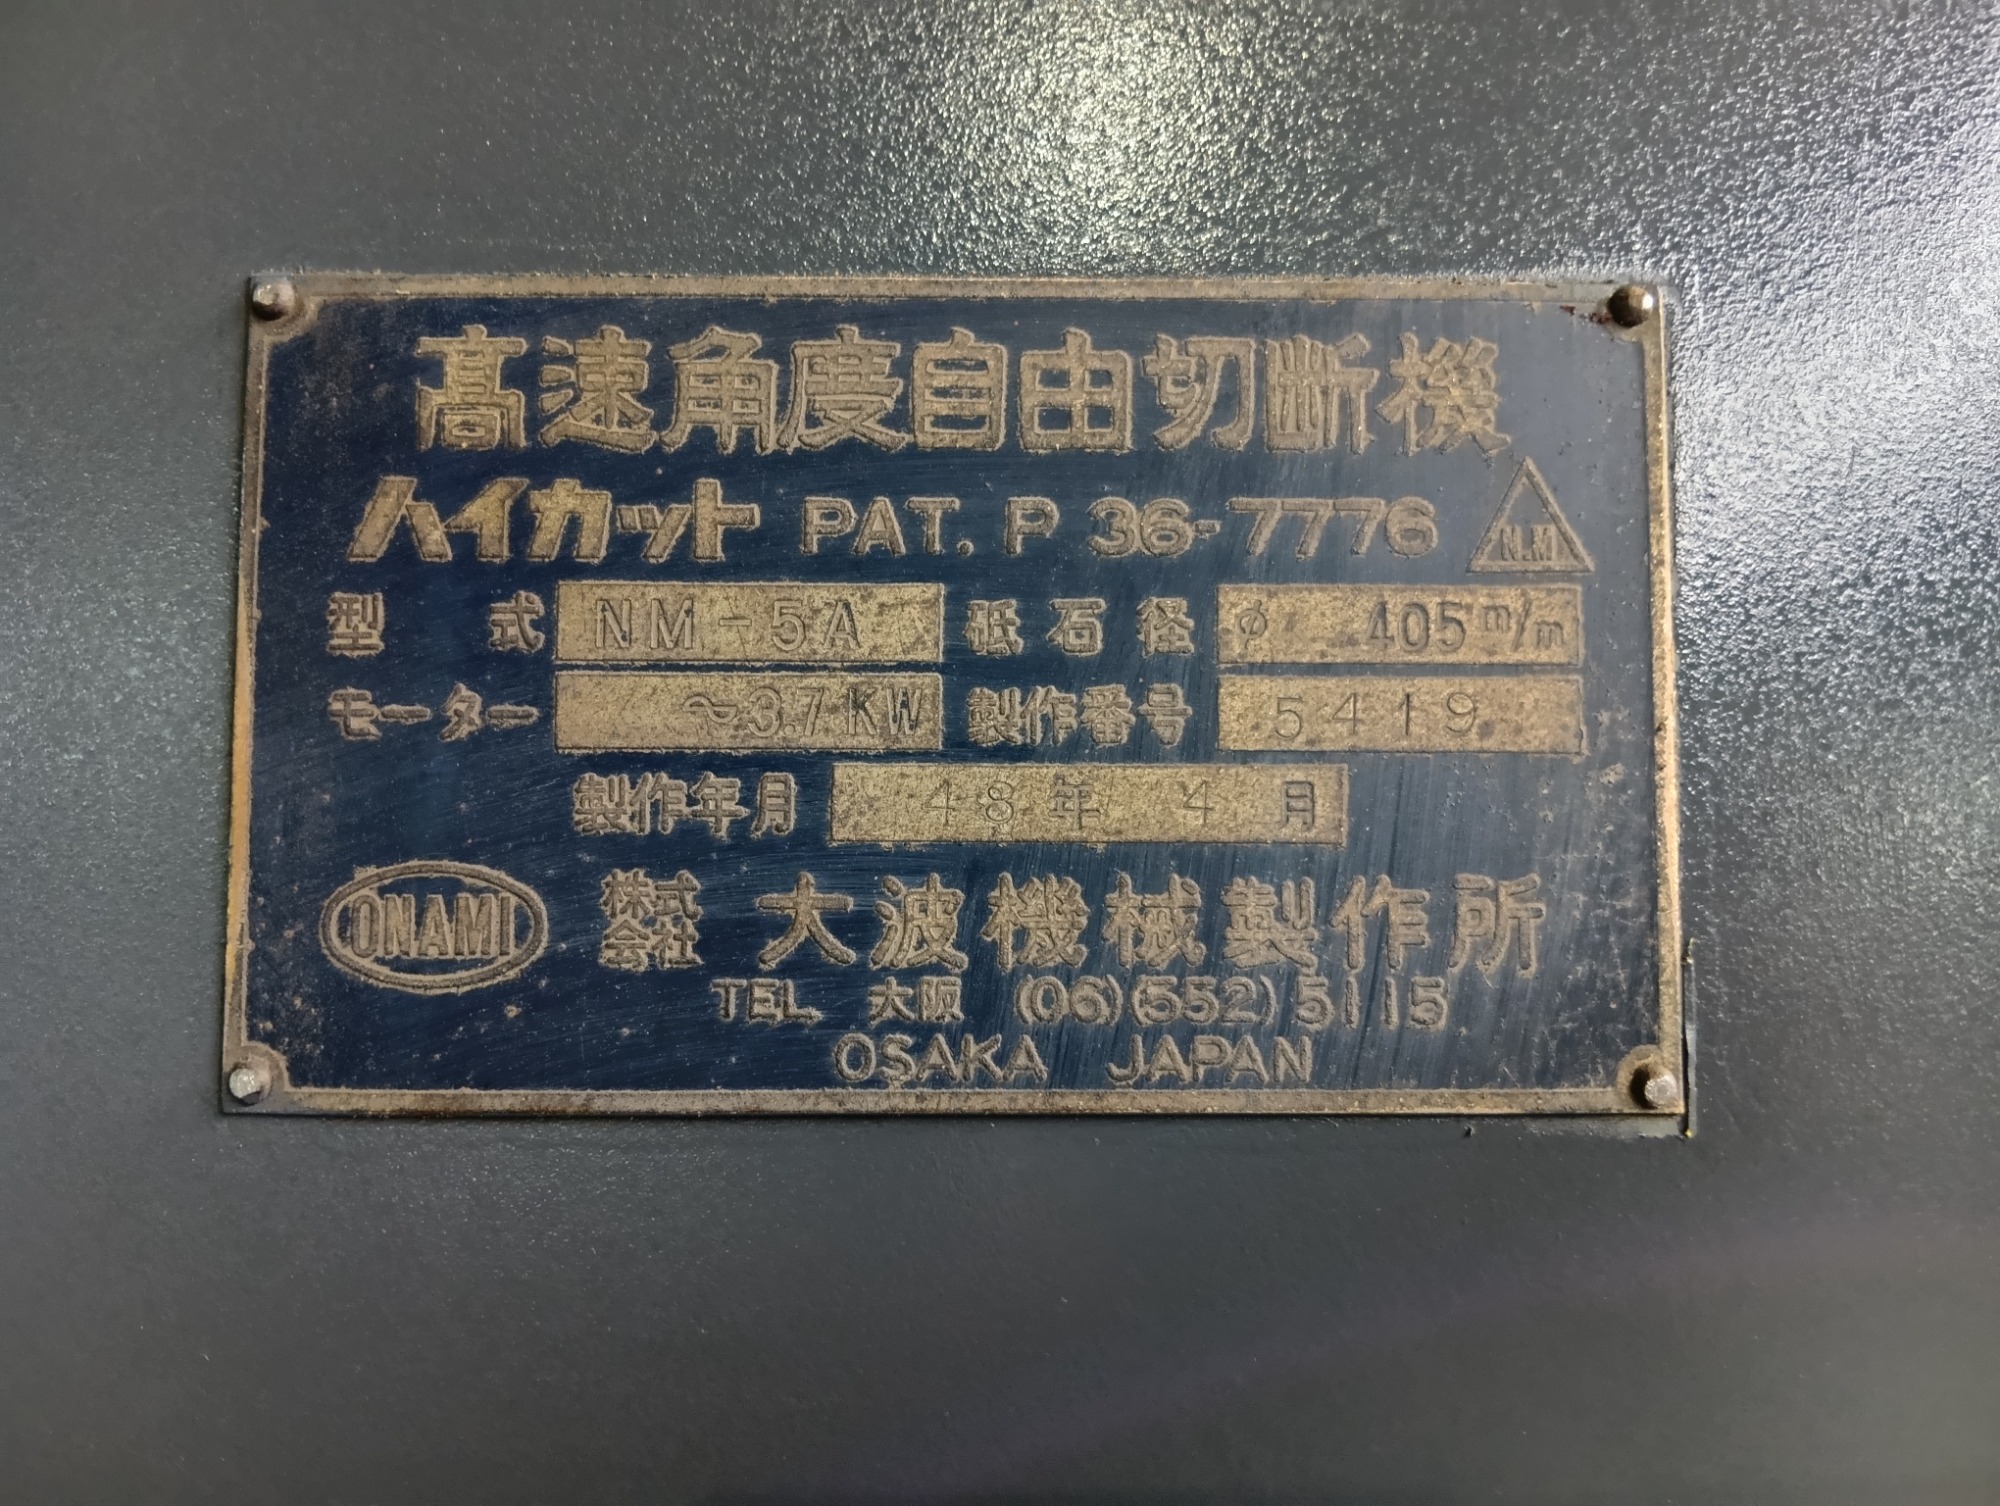 髙速角度自由切断機
ハイカット PAT. P 36-7776 N.M
型式 NM-5A 砥石径 φ 405 m/m
モーター ~3.7KW 製作番号 5419
製作年月 48年 4月
ONAMI 株式会社 大波機械製作所
TEL 大阪 (06)(552)5115
OSAKA JAPAN